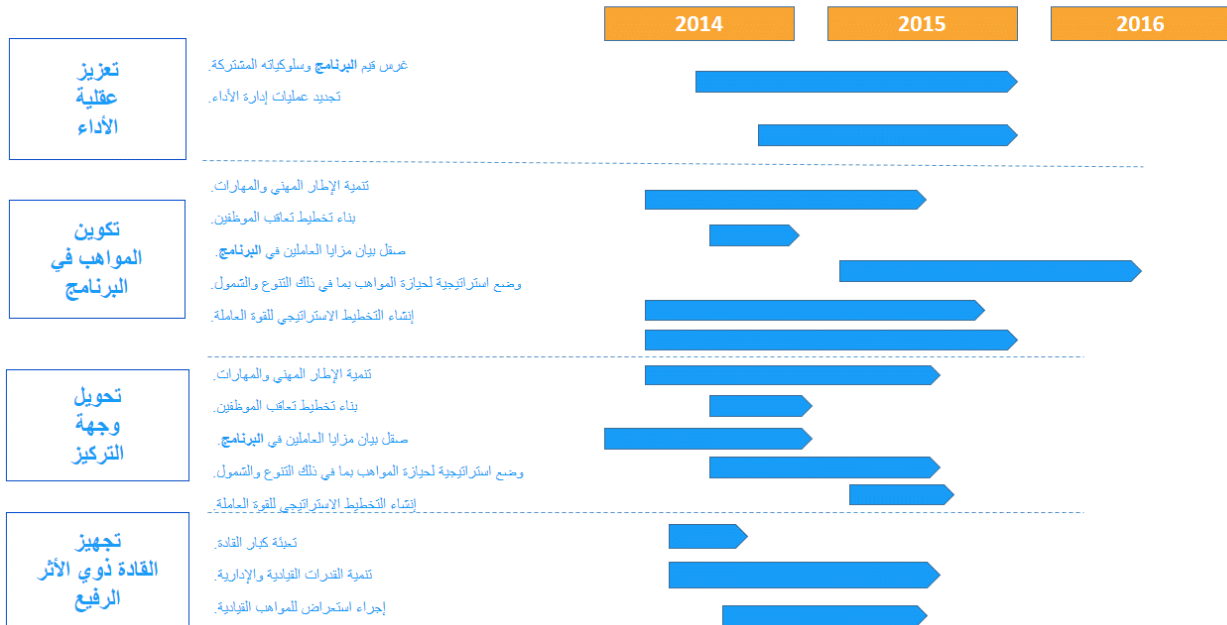 2014 2015 2016
تعزيز
عقلية
الأداء
غرس قيم البرنامج وسلوكياته المشتركة.
تجديد عمليات إدارة الأداء.
تكوين
المواهب في
البرنامج
تنمية الإطار المهني والمهارات.
بناء تخطيط تعاقب الموظفين.
صقل بيان مزايا العاملين في البرنامج.
وضع استراتيجية لحيازة المواهب بما في ذلك التنوع والشمول.
إنشاء التخطيط الاستراتيجي للقوة العاملة.
تحويل
وجهة
التركيز
تنمية الإطار المهني والمهارات.
بناء تخطيط تعاقب الموظفين.
صقل بيان مزايا العاملين في البرنامج.
وضع استراتيجية لحيازة المواهب بما في ذلك التنوع والشمول.
إنشاء التخطيط الاستراتيجي للقوة العاملة.
تجهيز
القادة ذوي الأثر
الرفيع
تعبئة كبار القادة.
تنمية القدرات القيادية والإدارية.
إجراء استعراض للمواهب القيادية.